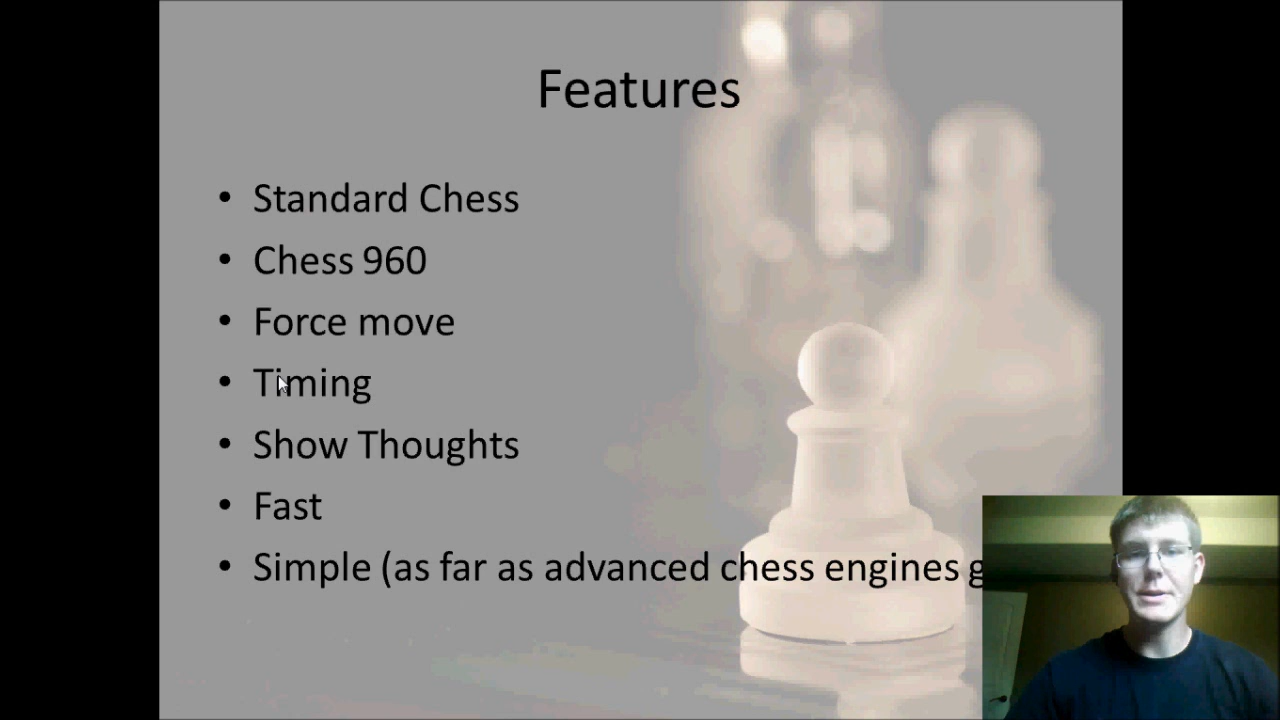 Features
• Standard Chess
• Chess 960
• Force move
• Timing
• Show Thoughts
• Fast
• Simple (as far as advanced chess engines